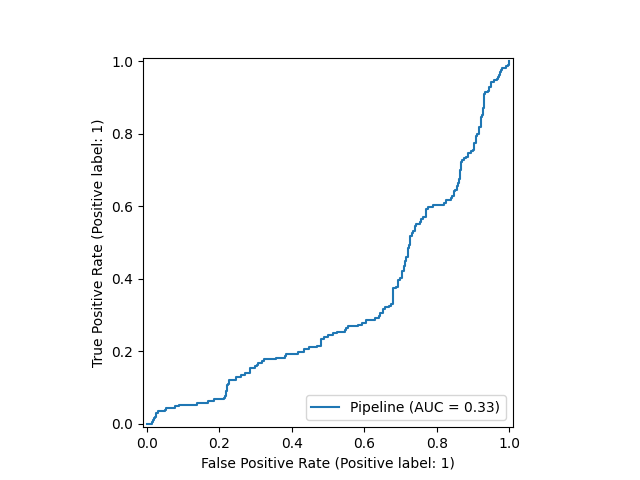 1.0
0.8
0.6
0.4
0.2
0.0
True Positive Rate (Positive label: 1)
Pipeline (AUC = 0.33)
0.0 0.2 0.4 0.6 0.8 1.0
False Positive Rate (Positive label: 1)